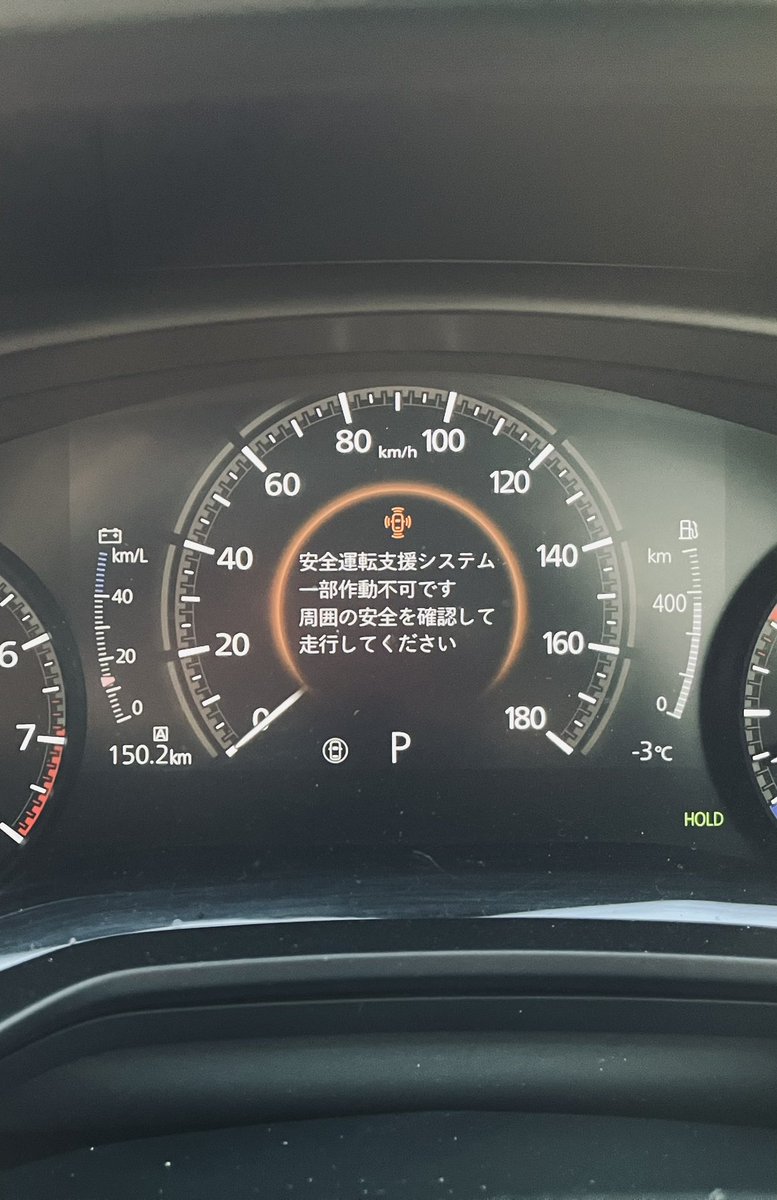 80 km/h 100
60
120
km/L
安全運転支援システム
km
40
140
一部作動不可です
40
400
周囲の安全を確認して
6
20
20
走行してください
160
0
0
7
0
180
A
150.2km
P
-3℃
HOLD